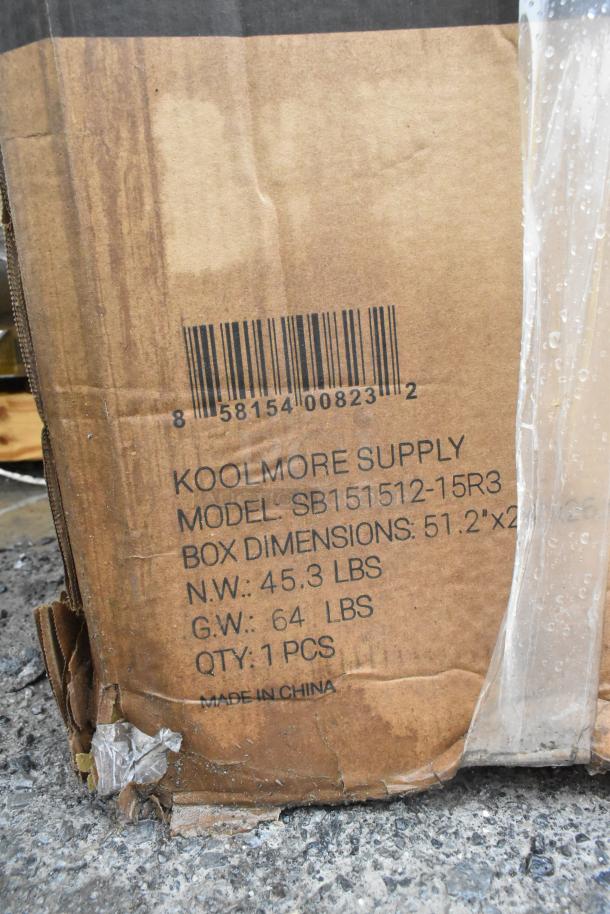 8 58154 00823 2
KOOLMORE SUPPLY
MODEL: SB151512-15R3
BOX DIMENSIONS: 51.2"x2
N.W.: 45.3 LBS
G.W.: 64 LBS
QTY: 1 PCS
MADE IN CHINA